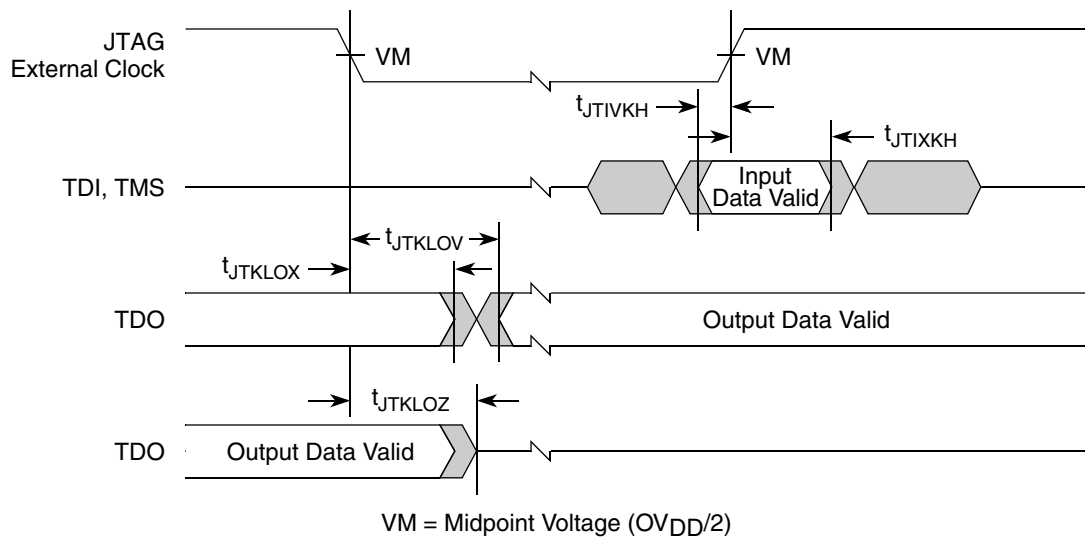 JTAG
External Clock
VM
VM
tJTIVKH
tJTIXKH
TDI, TMS
Input
Data Valid
tJTKLOV
tJTKLOX
TDO
Output Data Valid
tJTKLOZ
TDO
Output Data Valid
VM = Midpoint Voltage (OVDD/2)